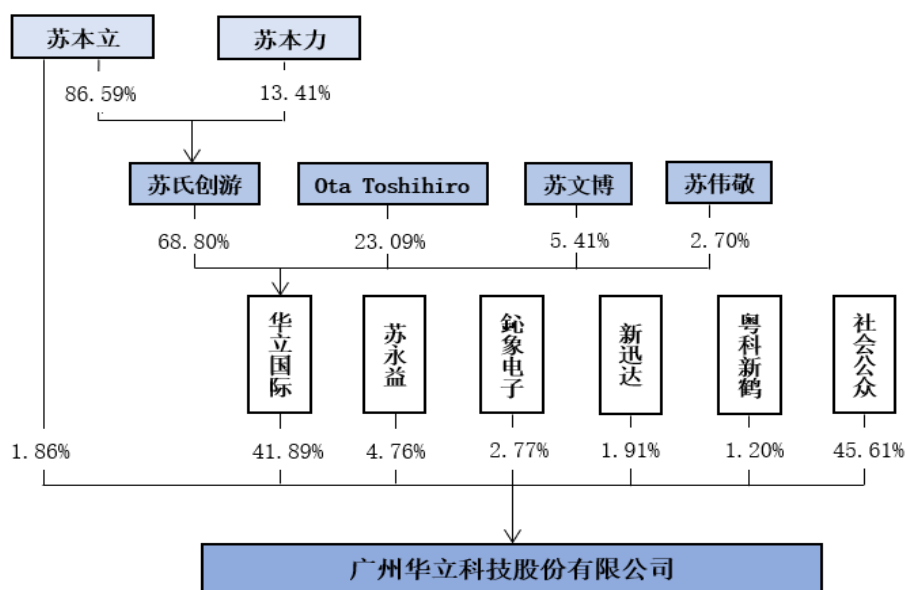 苏本立
苏本力
86.59%
13.41%
苏氏创游
Ota Toshihiro
苏文博
苏伟敬
68.80%
23.09%
5.41%
2.70%
华立国际
苏永益
鈊象电子
新迅达
粤科新鹤
社会公众
1.86%
41.89%
4.76%
2.77%
1.91%
1.20%
45.61%
广州华立科技股份有限公司